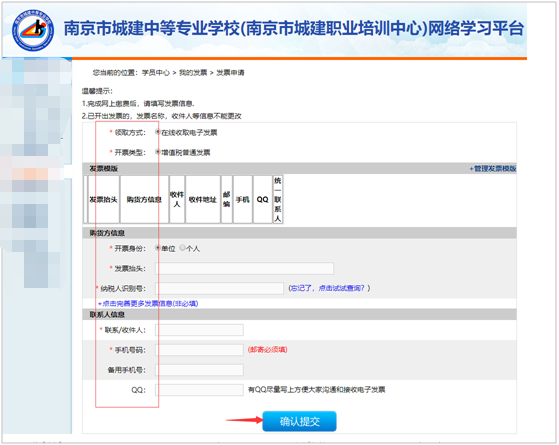 南京市城建中等专业学校(南京市城建职业培训中心)网络学习平台
您当前的位置：学员中心 > 我的发票 > 发票申请
温馨提示：
1.完成网上缴费后，请填写发票信息.
2.已开出发票的，发票名称，收件人等信息不能更改
* 领取方式： 在线收取电子发票
* 开票类型： 增值税普通发票
发票模版 +管理发票模版
发票抬头 购货方信息 收件人 收件地址 邮编 手机 QQ 统一联系人
购货方信息
* 开票身份： 单位 个人
* 发票抬头：
* 纳税人识别号： (忘记了，点击试试查询？)
+点击完善更多发票信息(非必填)
联系人信息
* 联系/收件人：
* 手机号码： (邮寄必须填)
备用手机号：
QQ： 有QQ尽量写上方便大家沟通和接收电子发票
确认提交